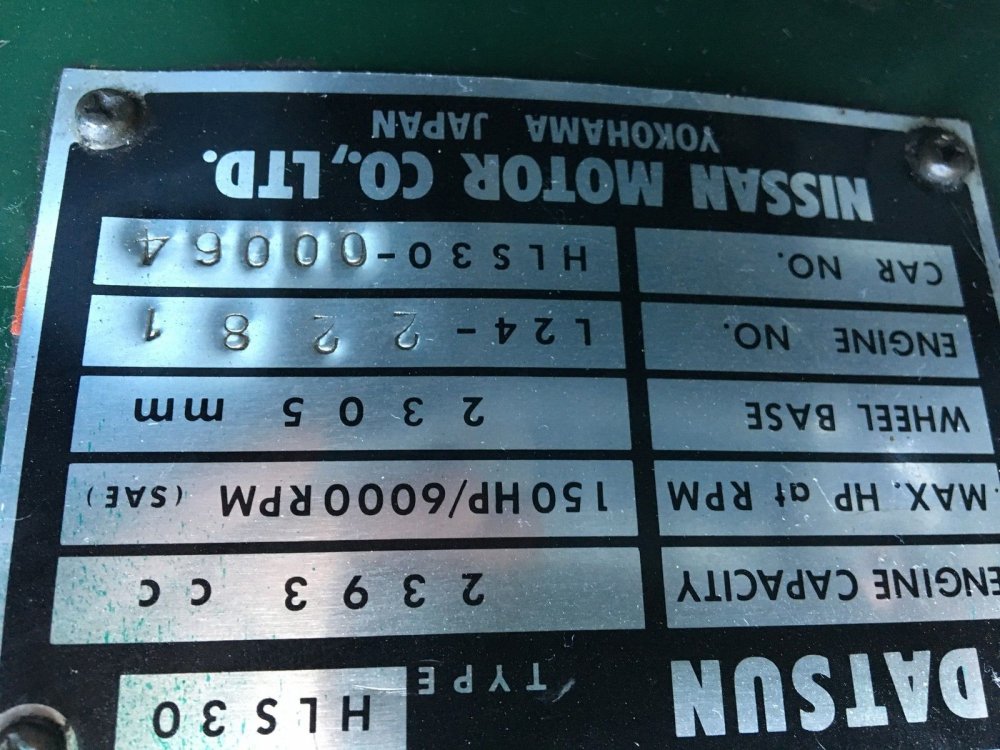 DATSUN TYPE HLS30
ENGINE CAPACITY 2393 cc
MAX. HP at RPM 150HP/6000RPM (SAE)
WHEEL BASE 2305 mm
ENGINE NO. L24-2281
CAR NO. HLS30-00064
NISSAN MOTOR CO., LTD.
YOKOHAMA JAPAN